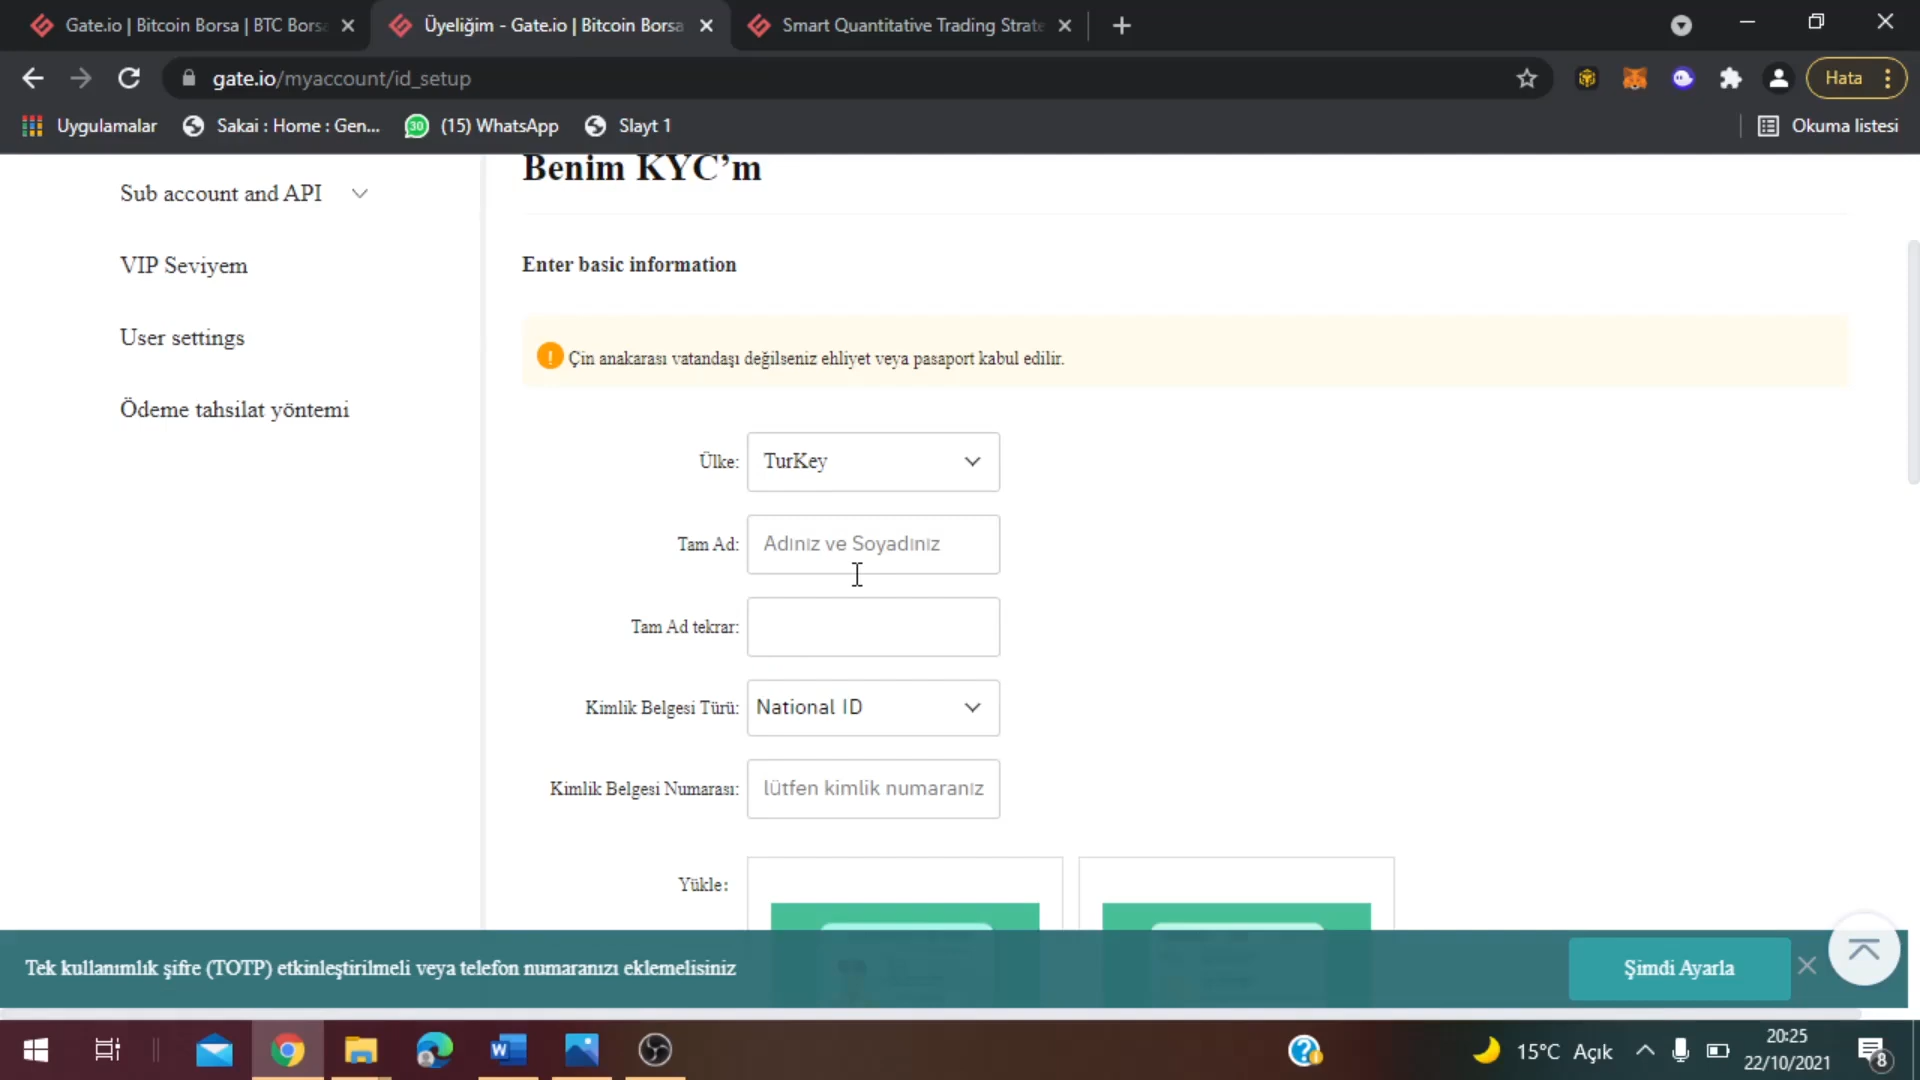 Gate.io | Bitcoin Borsa | BTC Borsa
Üyeliğim - Gate.io | Bitcoin Borsa
Smart Quantitative Trading Strate
gate.io/myaccount/id_setup
Hata
Uygulamalar
Sakai : Home : Gen...
30
(15) WhatsApp
Slayt 1
Okuma listesi
Benim KYC’m
Sub account and API
VIP Seviyem
User settings
Ödeme tahsilat yöntemi
Enter basic information
Çin anakarası vatandaşı değilseniz ehliyet veya pasaport kabul edilir.
Ülke:
TurKey
Tam Ad:
Adınız ve Soyadınız
Tam Ad tekrar:
Kimlik Belgesi Türü:
National ID
Kimlik Belgesi Numarası:
lütfen kimlik numaranız
Yükle:
Tek kullanımlık şifre (TOTP) etkinleştirilmeli veya telefon numaranızı eklemelisiniz
Şimdi Ayarla
15°C Açık
20:25
22/10/2021
8